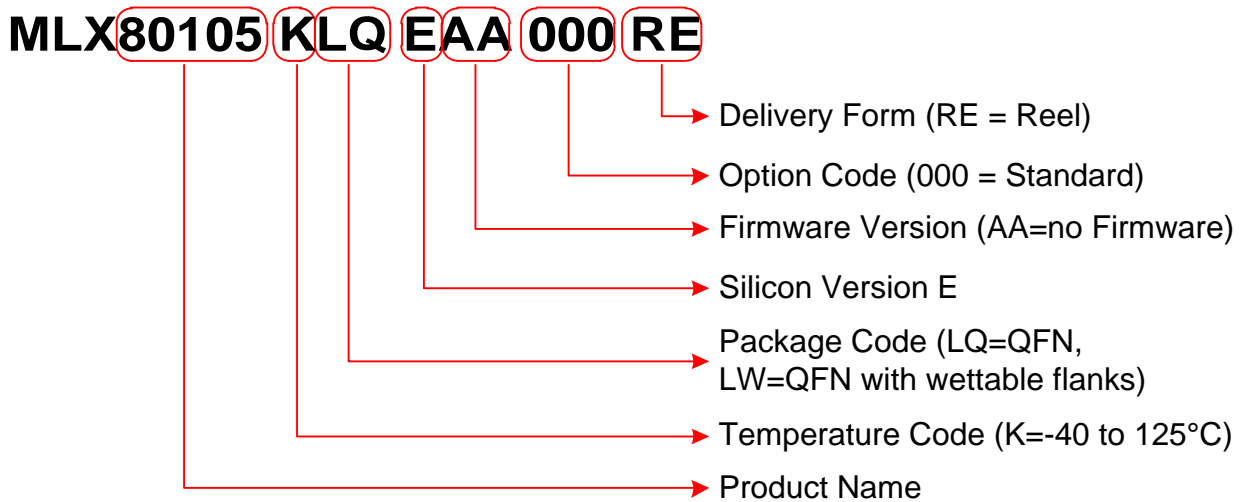 MLX80105 KLQ EAA 000 RE
Delivery Form (RE = Reel)
Option Code (000 = Standard)
Firmware Version (AA=no Firmware)
Silicon Version E
Package Code (LQ=QFN,
LW=QFN with wettable flanks)
Temperature Code (K=-40 to 125°C)
Product Name